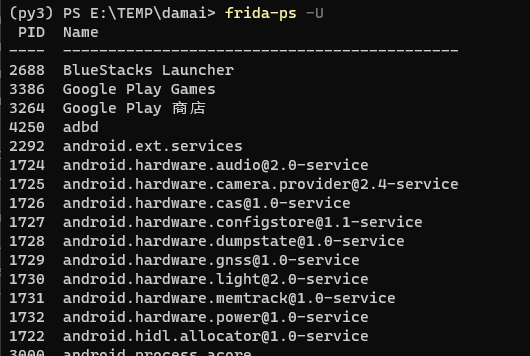 (py3) PS E:\TEMP\damai> frida-ps -U
 PID  Name
----  --------------------------------------------
2688  BlueStacks Launcher
3386  Google Play Games
3264  Google Play 商店
4250  adbd
2292  android.ext.services
1724  android.hardware.audio@2.0-service
1725  android.hardware.camera.provider@2.4-service
1726  android.hardware.cas@1.0-service
1727  android.hardware.configstore@1.1-service
1728  android.hardware.dumpstate@1.0-service
1729  android.hardware.gnss@1.0-service
1730  android.hardware.light@2.0-service
1731  android.hardware.memtrack@1.0-service
1732  android.hardware.power@1.0-service
1722  android.hidl.allocator@1.0-service
3000  android.process.acore